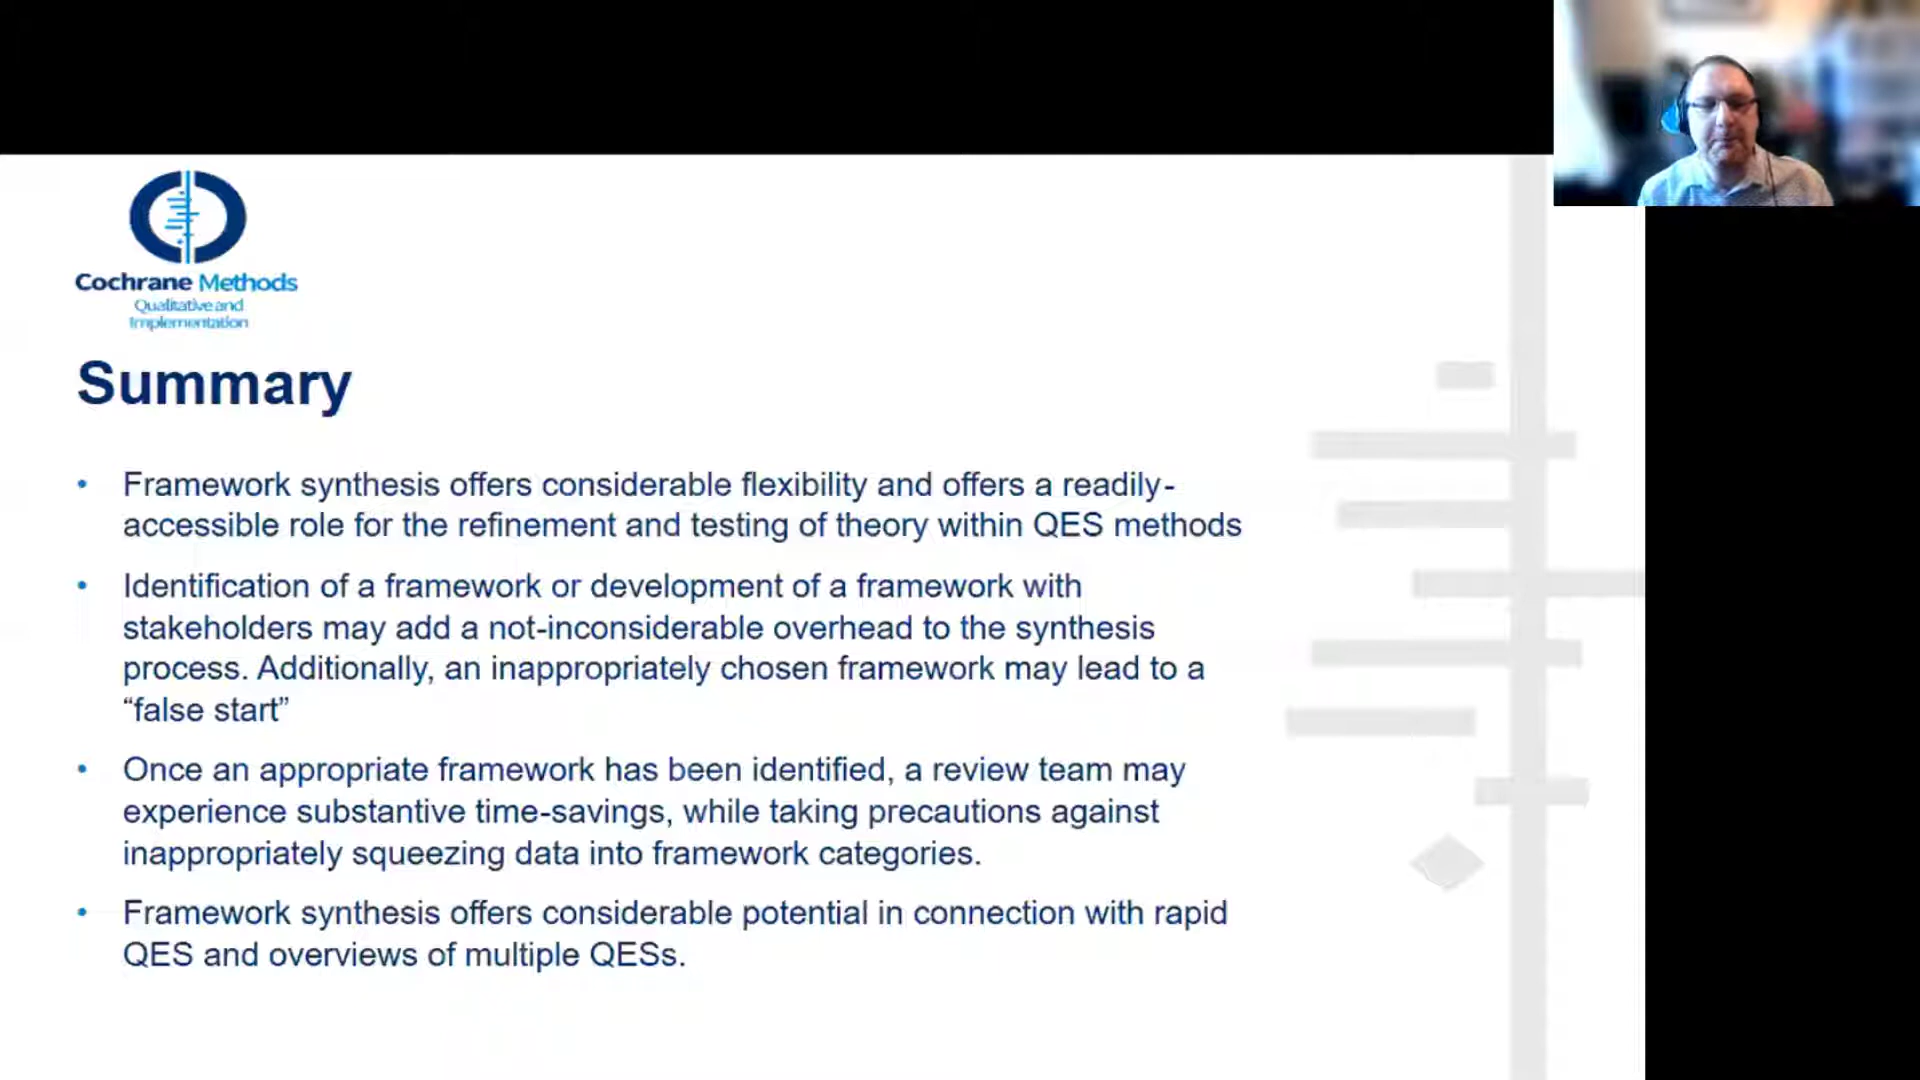 Cochrane Methods
Qualitative and
Implementation
Summary
• Framework synthesis offers considerable flexibility and offers a readily-
accessible role for the refinement and testing of theory within QES methods
• Identification of a framework or development of a framework with
stakeholders may add a not-inconsiderable overhead to the synthesis
process. Additionally, an inappropriately chosen framework may lead to a
“false start”
• Once an appropriate framework has been identified, a review team may
experience substantive time-savings, while taking precautions against
inappropriately squeezing data into framework categories.
• Framework synthesis offers considerable potential in connection with rapid
QES and overviews of multiple QESs.